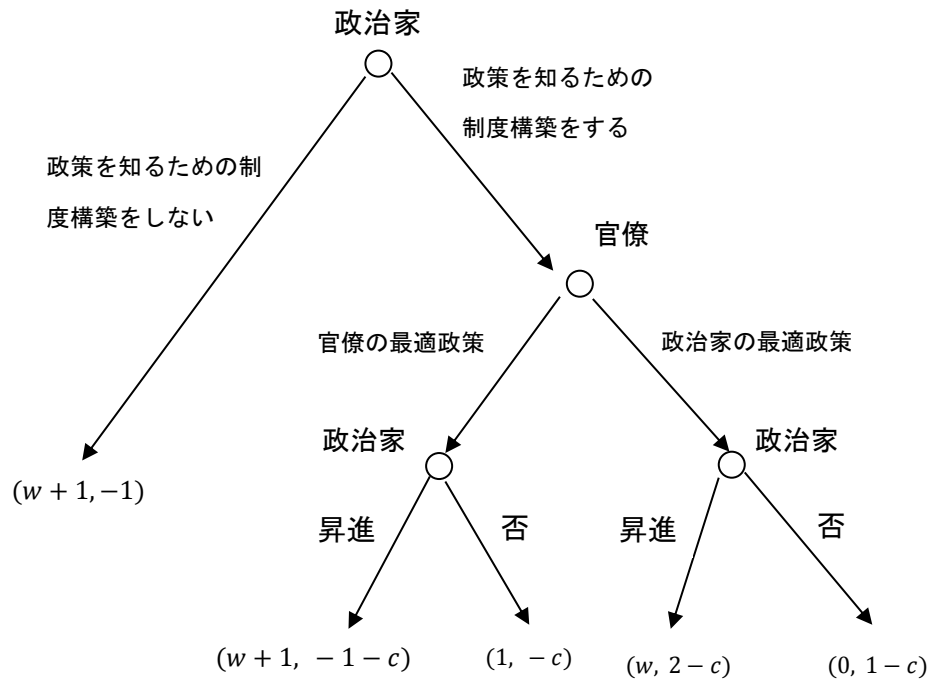 政治家
政策を知るための
制度構築をする
政策を知るための制
度構築をしない
官僚
官僚の最適政策
政治家の最適政策
政治家
政治家
(w + 1, −1)
昇進
否
昇進
否
(w + 1, − 1 − c)
(1, − c)
(w, 2 − c)
(0, 1 − c)